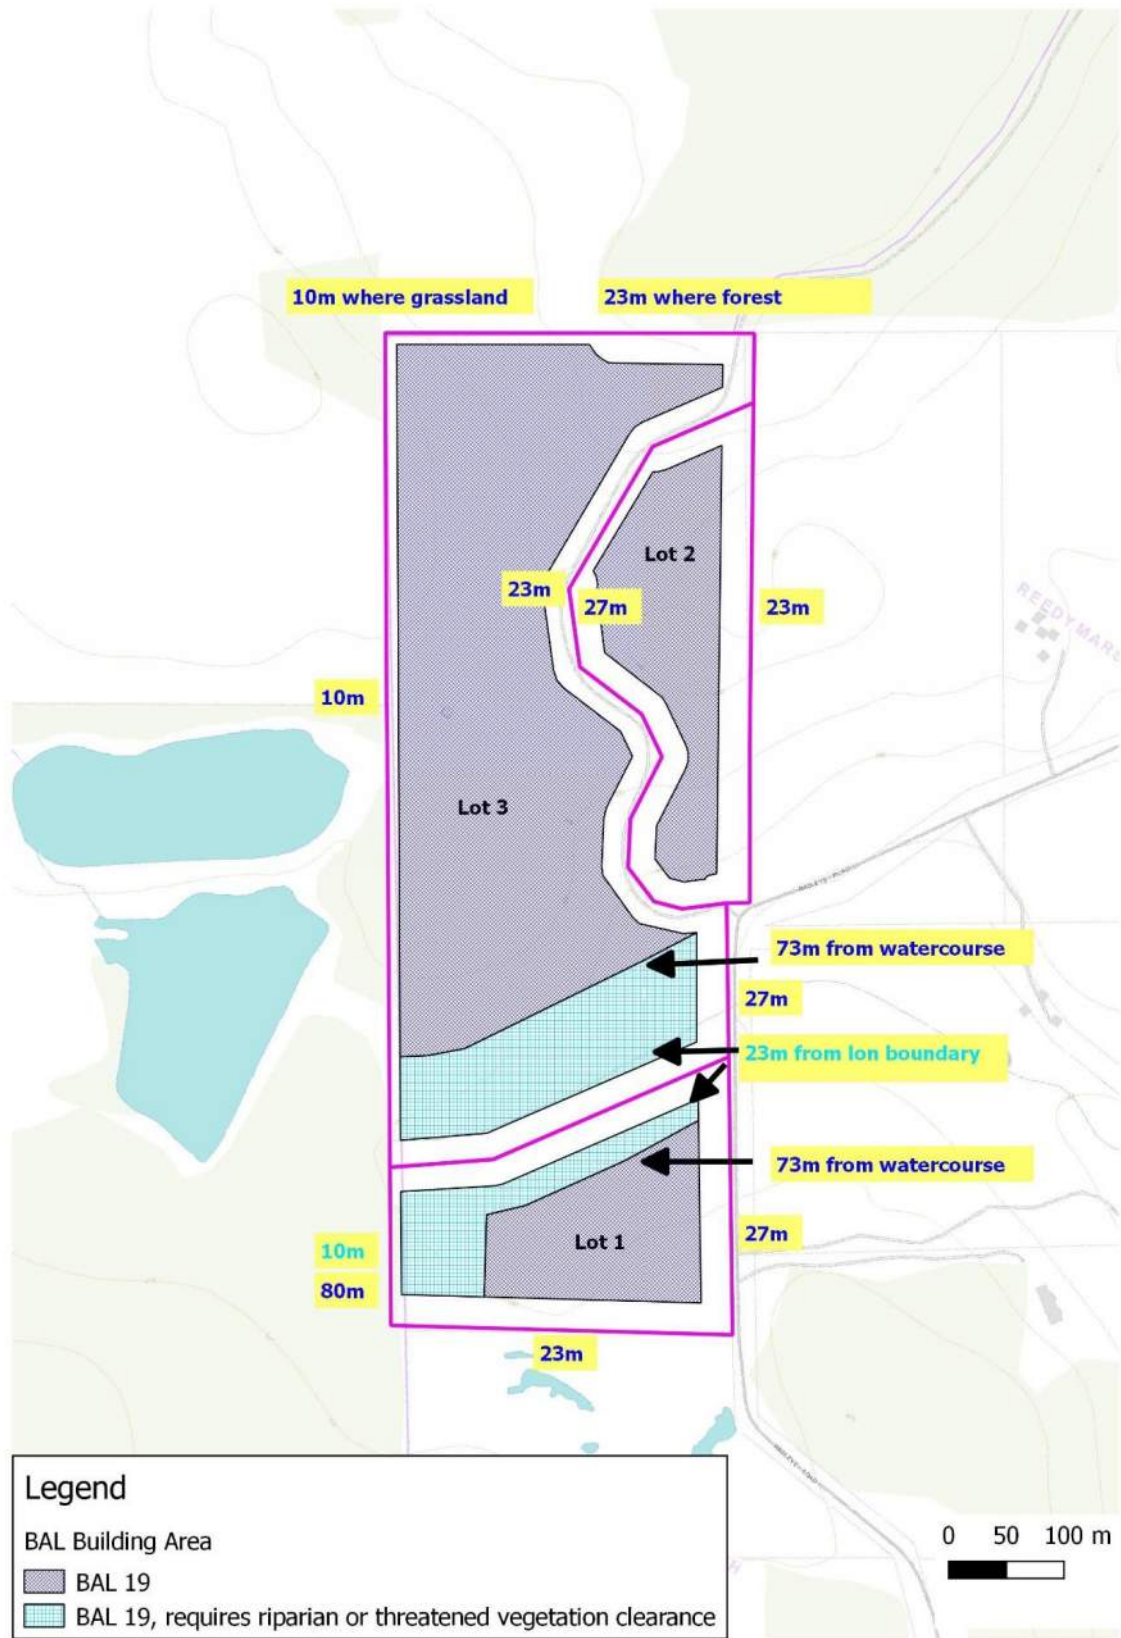 10m where grassland
23m where forest
Lot 2
23m
27m
23m
REEDYMARS
10m
Lot 3
73m from watercourse
27m
23m from lon boundary
73m from watercourse
10m
Lot 1
27m
80m
23m
Legend
BAL Building Area
BAL 19
BAL 19, requires riparian or threatened vegetation clearance
0 50 100 m